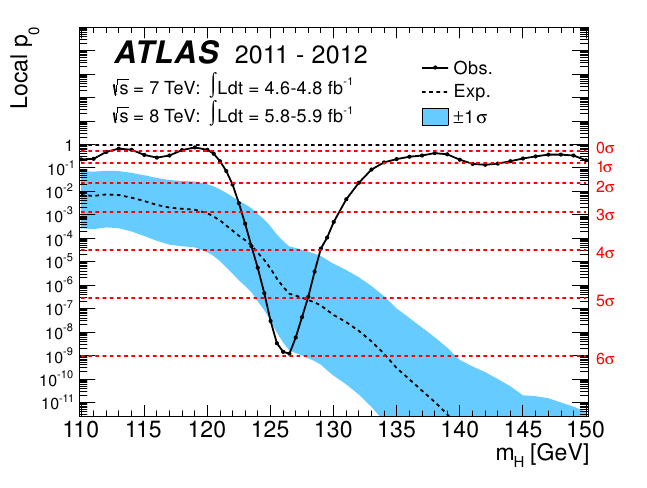 ATLAS 2011 - 2012
√s = 7 TeV: ∫Ldt = 4.6-4.8 fb⁻¹
√s = 8 TeV: ∫Ldt = 5.8-5.9 fb⁻¹
Obs.
Exp.
±1 σ
Local p₀
1
10⁻¹
10⁻²
10⁻³
10⁻⁴
10⁻⁵
10⁻⁶
10⁻⁷
10⁻⁸
10⁻⁹
10⁻¹⁰
10⁻¹¹
0σ
1σ
2σ
3σ
4σ
5σ
6σ
110 115 120 125 130 135 140 145 150
m_H [GeV]